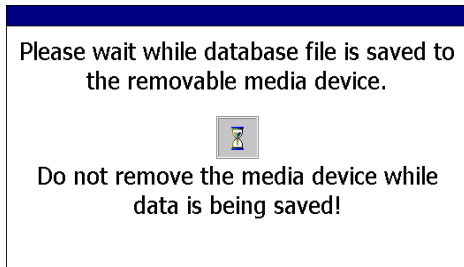 Please wait while database file is saved to
the removable media device.
Do not remove the media device while
data is being saved!